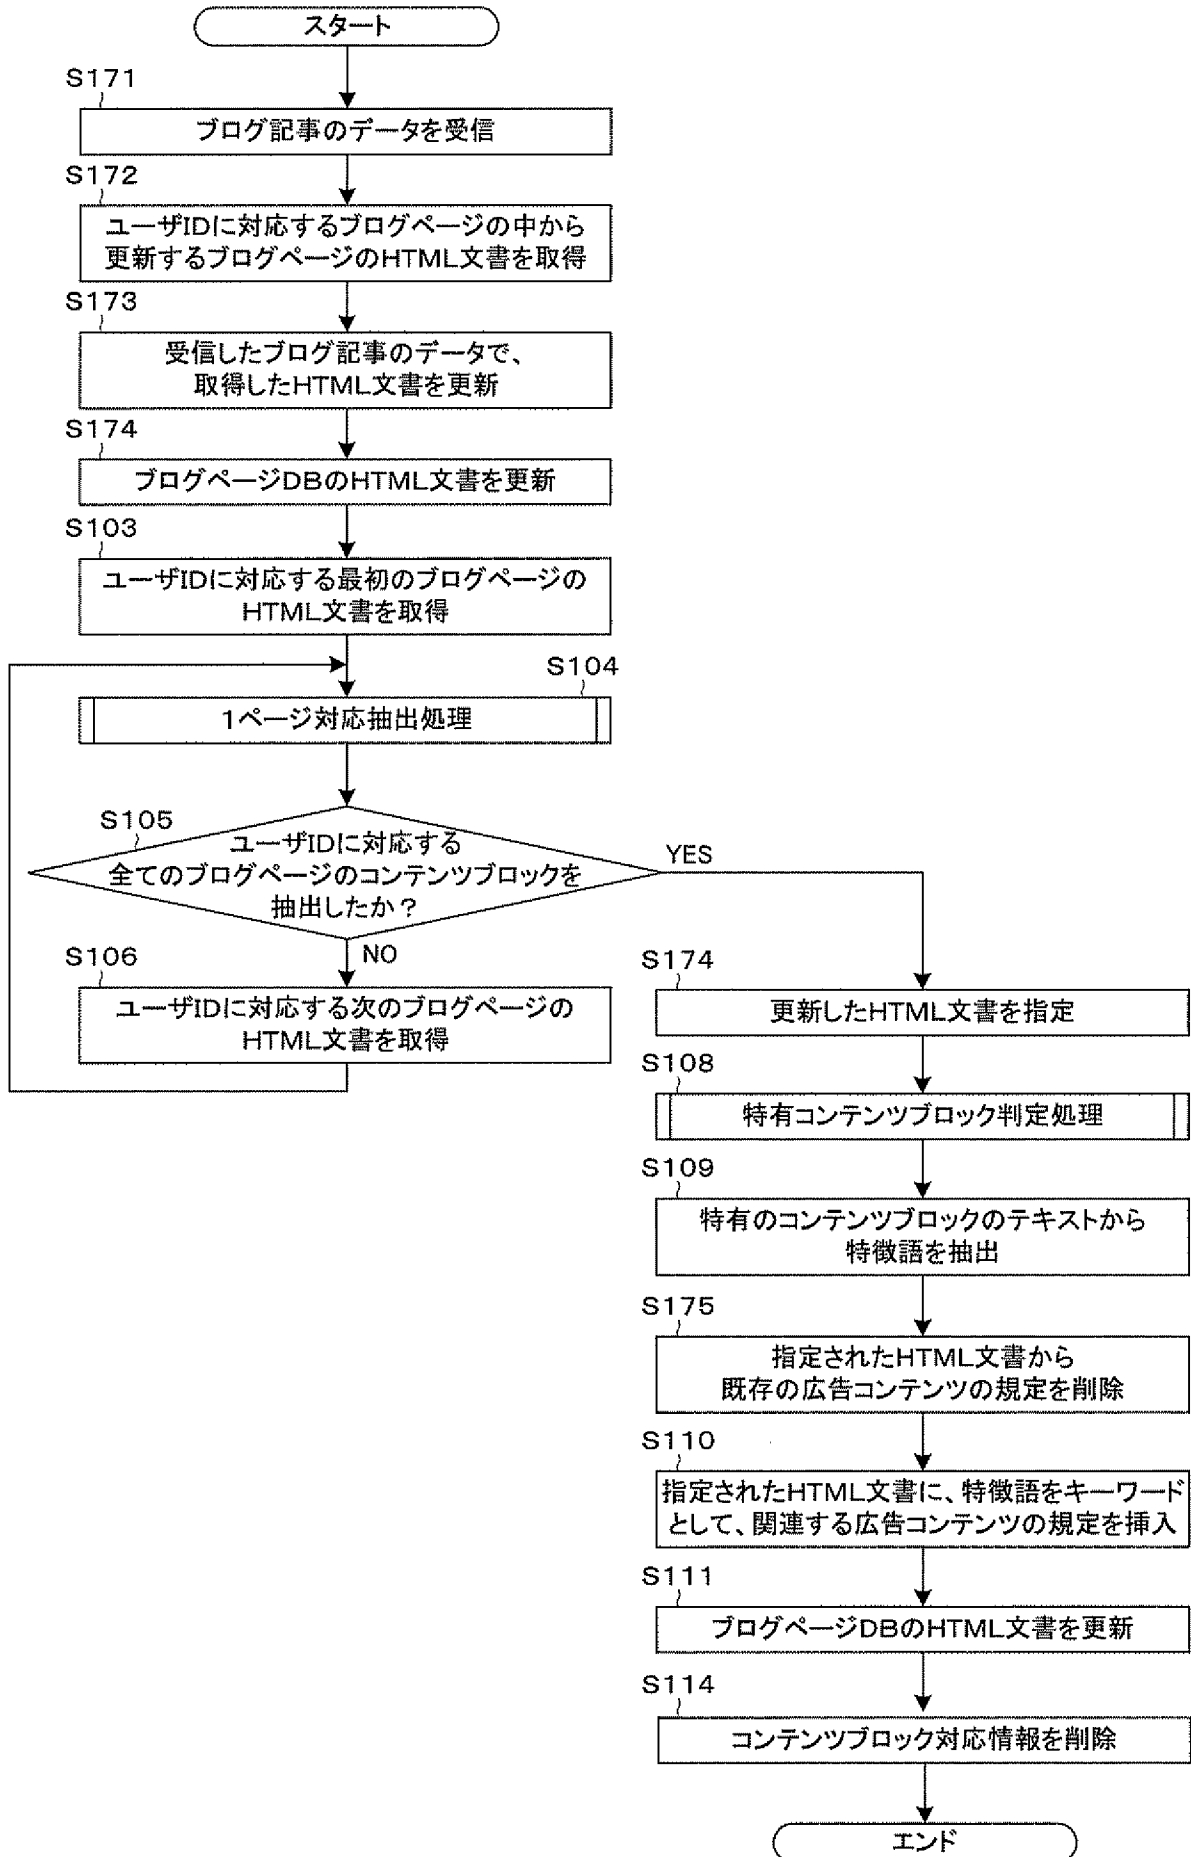 スタート
S171
ブログ記事のデータを受信
S172
ユーザIDに対応するブログページの中から
更新するブログページのHTML文書を取得
S173
受信したブログ記事のデータで、
取得したHTML文書を更新
S174
ブログページDBのHTML文書を更新
S103
ユーザIDに対応する最初のブログページの
HTML文書を取得
S104
1ページ対応抽出処理
S105
ユーザIDに対応する
全てのブログページのコンテンツブロックを
抽出したか？
YES
NO
S106
ユーザIDに対応する次のブログページの
HTML文書を取得
S174
更新したHTML文書を指定
S108
特有コンテンツブロック判定処理
S109
特有のコンテンツブロックのテキストから
特徴語を抽出
S175
指定されたHTML文書から
既存の広告コンテンツの規定を削除
S110
指定されたHTML文書に、特徴語をキーワード
として、関連する広告コンテンツの規定を挿入
S111
ブログページDBのHTML文書を更新
S114
コンテンツブロック対応情報を削除
エンド